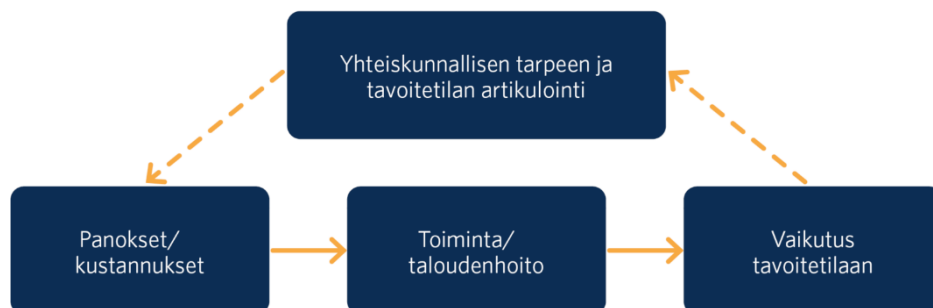 Yhteiskunnallisen tarpeen ja
tavoitetilan artikulointi
Panokset/
kustannukset
Toiminta/
taloudenhoito
Vaikutus
tavoitetilaan